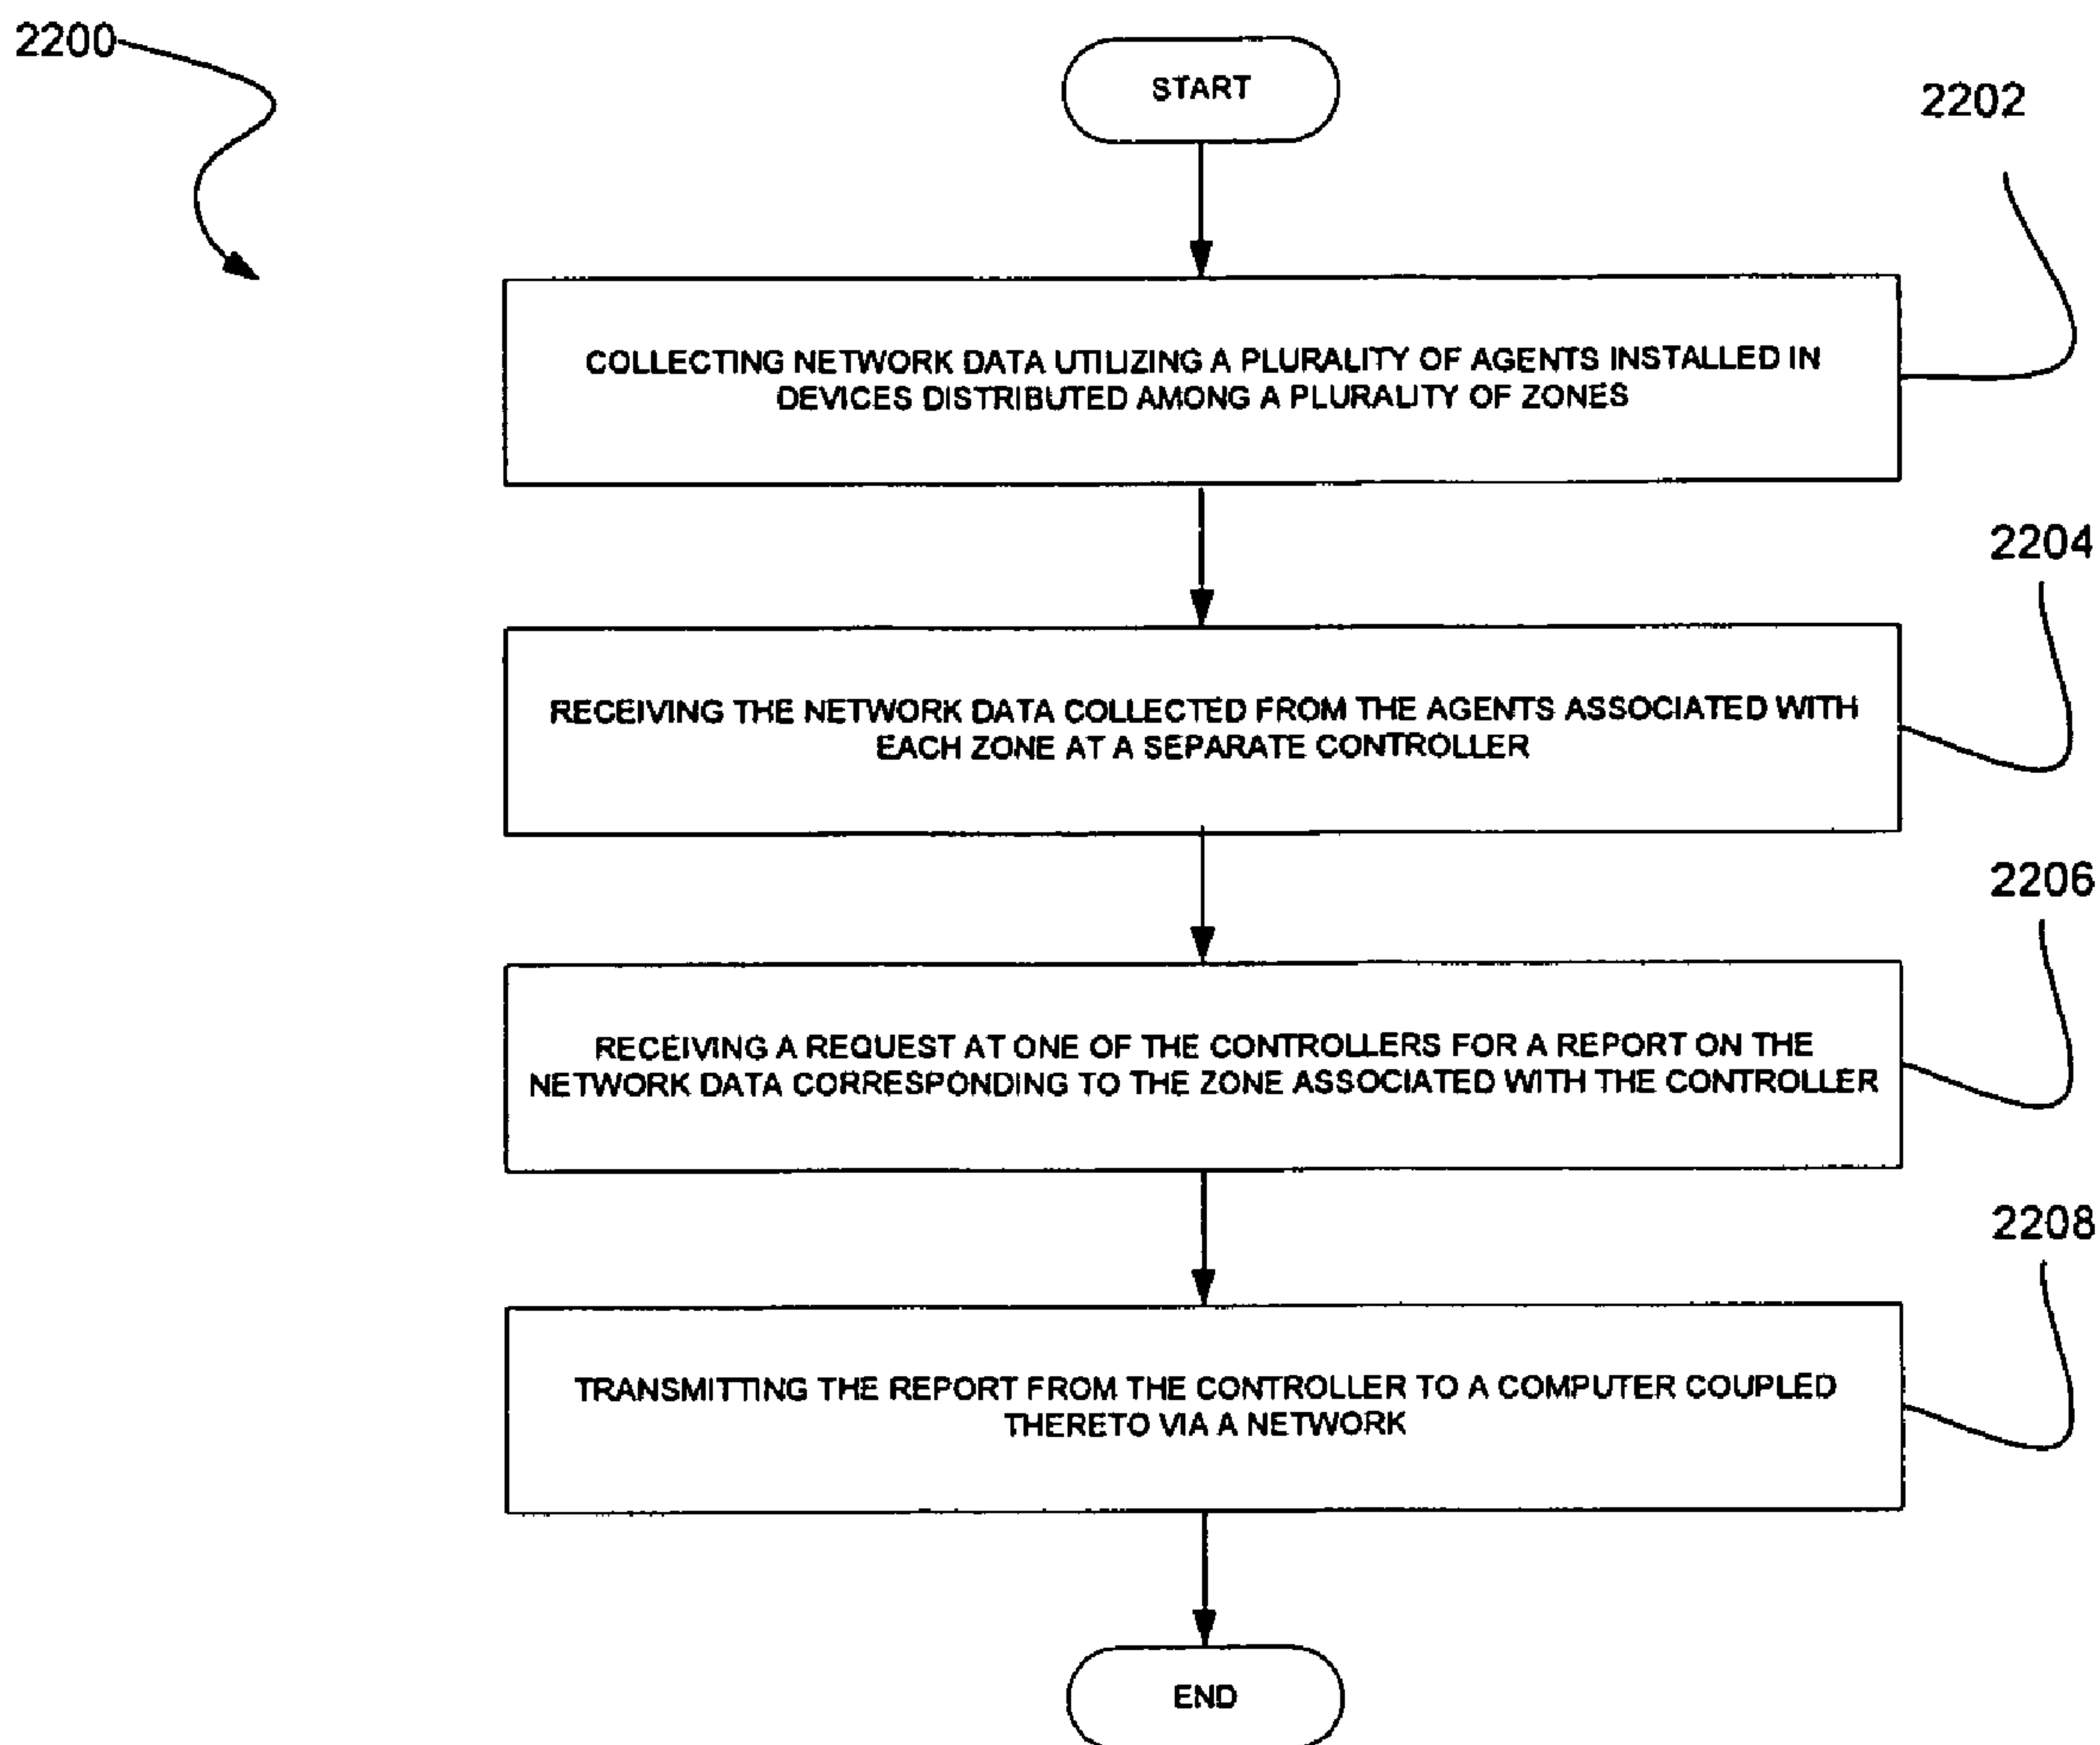 2200
START
2202
COLLECTING NETWORK DATA UTILIZING A PLURALITY OF AGENTS INSTALLED IN
DEVICES DISTRIBUTED AMONG A PLURALITY OF ZONES
2204
RECEIVING THE NETWORK DATA COLLECTED FROM THE AGENTS ASSOCIATED WITH
EACH ZONE AT A SEPARATE CONTROLLER
2206
RECEIVING A REQUEST AT ONE OF THE CONTROLLERS FOR A REPORT ON THE
NETWORK DATA CORRESPONDING TO THE ZONE ASSOCIATED WITH THE CONTROLLER
2208
TRANSMITTING THE REPORT FROM THE CONTROLLER TO A COMPUTER COUPLED
THERETO VIA A NETWORK
END